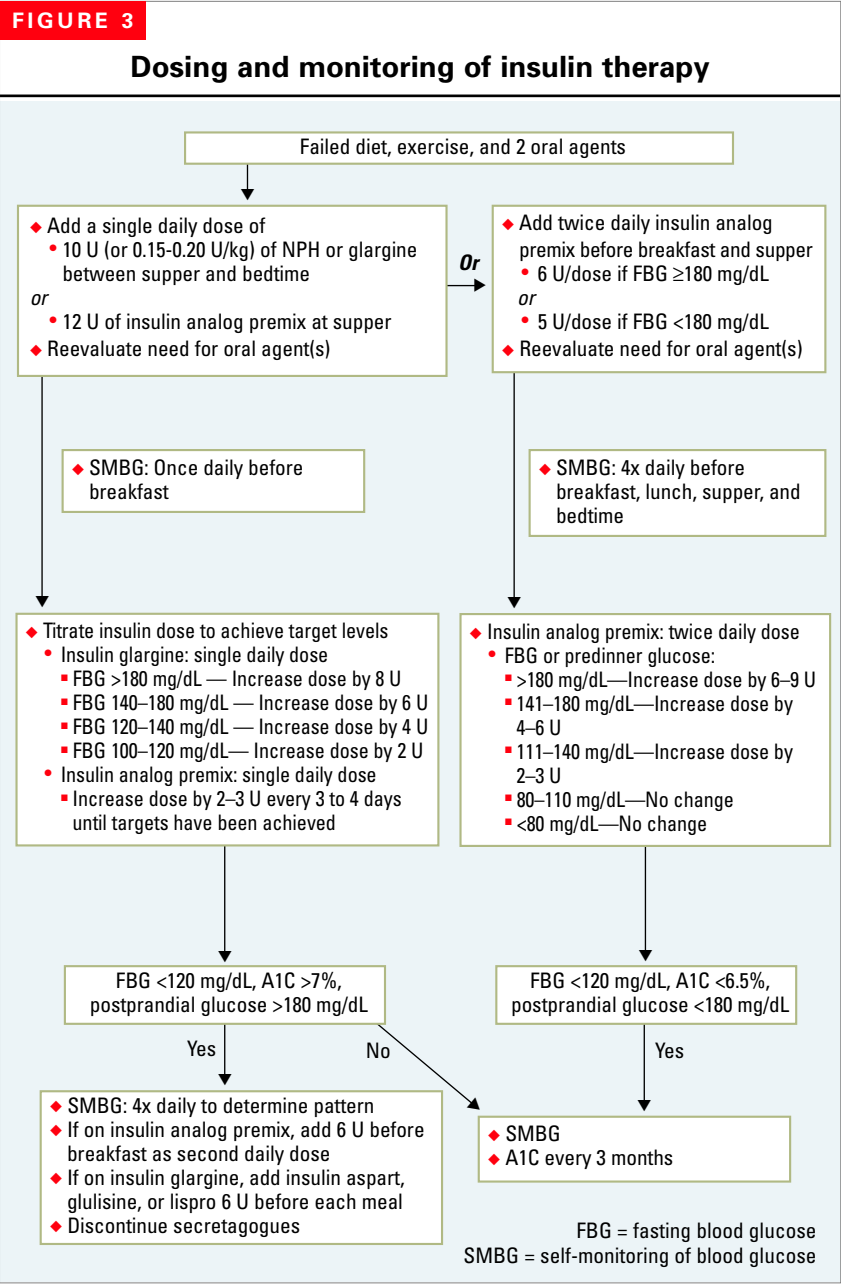 FIGURE 3
Dosing and monitoring of insulin therapy
Failed diet, exercise, and 2 oral agents
◆ Add a single daily dose of
• 10 U (or 0.15-0.20 U/kg) of NPH or glargine
between supper and bedtime
or
• 12 U of insulin analog premix at supper
◆ Reevaluate need for oral agent(s)
Or
◆ Add twice daily insulin analog
premix before breakfast and supper
• 6 U/dose if FBG ≥180 mg/dL
or
• 5 U/dose if FBG <180 mg/dL
◆ Reevaluate need for oral agent(s)
◆ SMBG: Once daily before
breakfast
◆ SMBG: 4x daily before
breakfast, lunch, supper, and
bedtime
◆ Titrate insulin dose to achieve target levels
• Insulin glargine: single daily dose
▪ FBG >180 mg/dL — Increase dose by 8 U
▪ FBG 140–180 mg/dL — Increase dose by 6 U
▪ FBG 120–140 mg/dL — Increase dose by 4 U
▪ FBG 100–120 mg/dL— Increase dose by 2 U
• Insulin analog premix: single daily dose
▪ Increase dose by 2–3 U every 3 to 4 days
until targets have been achieved
◆ Insulin analog premix: twice daily dose
• FBG or predinner glucose:
▪ >180 mg/dL—Increase dose by 6–9 U
▪ 141–180 mg/dL—Increase dose by
4–6 U
▪ 111–140 mg/dL—Increase dose by
2–3 U
▪ 80–110 mg/dL—No change
▪ <80 mg/dL—No change
FBG <120 mg/dL, A1C >7%,
postprandial glucose >180 mg/dL
FBG <120 mg/dL, A1C <6.5%,
postprandial glucose <180 mg/dL
Yes
No
Yes
◆ SMBG: 4x daily to determine pattern
◆ If on insulin analog premix, add 6 U before
breakfast as second daily dose
◆ If on insulin glargine, add insulin aspart,
glulisine, or lispro 6 U before each meal
◆ Discontinue secretagogues
◆ SMBG
◆ A1C every 3 months
FBG = fasting blood glucose
SMBG = self-monitoring of blood glucose